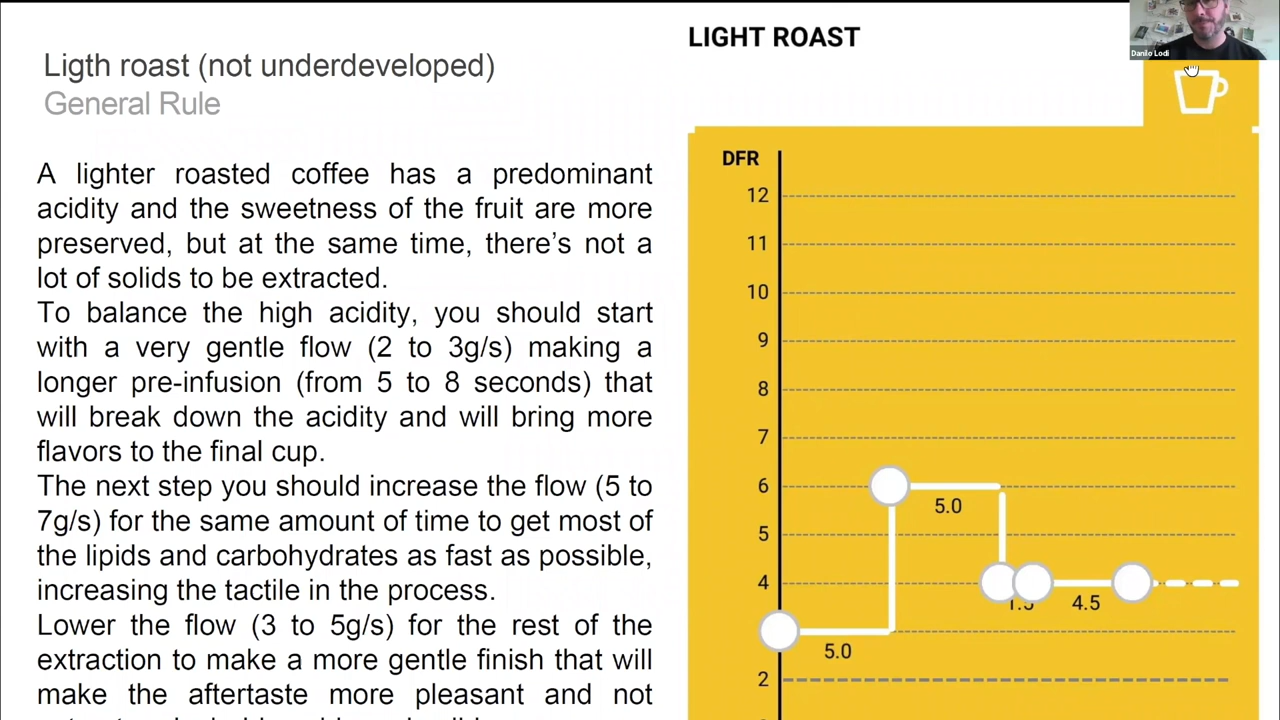 LIGHT ROAST
Danilo Lodi
Ligth roast (not underdeveloped)
General Rule
A lighter roasted coffee has a predominant
acidity and the sweetness of the fruit are more
preserved, but at the same time, there's not a
lot of solids to be extracted.
To balance the high acidity, you should start
with a very gentle flow (2 to 3g/s) making a
longer pre-infusion (from 5 to 8 seconds) that
will break down the acidity and will bring more
flavors to the final cup.
The next step you should increase the flow (5 to
7g/s) for the same amount of time to get most of
the lipids and carbohydrates as fast as possible,
increasing the tactile in the process.
Lower the flow (3 to 5g/s) for the rest of the
extraction to make a more gentle finish that will
make the aftertaste more pleasant and not
DFR
12
11
10
9
8
7
6
5.0
5
4
1.5
4.5
5.0
2